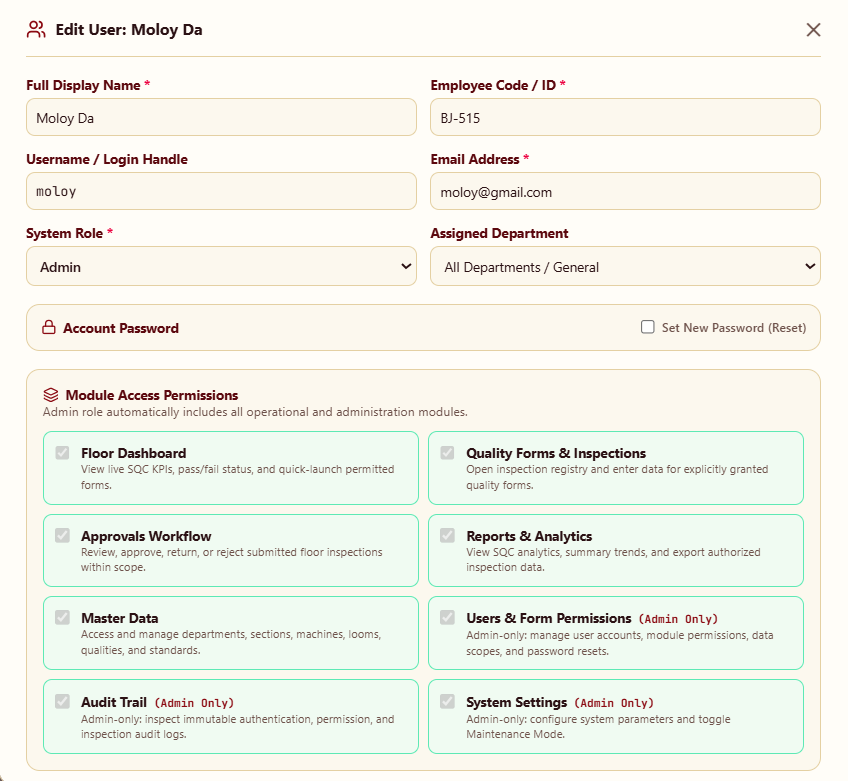 Edit User: Moloy Da
Full Display Name *
Employee Code / ID *
Moloy Da
BJ-515
Username / Login Handle
Email Address *
moloy
moloy@gmail.com
System Role *
Assigned Department
Admin
All Departments / General
Account Password
Set New Password (Reset)
Module Access Permissions
Admin role automatically includes all operational and administration modules.
Floor Dashboard
View live SQC KPIs, pass/fail status, and quick-launch permitted
forms.
Quality Forms & Inspections
Open inspection registry and enter data for explicitly granted
quality forms.
Approvals Workflow
Review, approve, return, or reject submitted floor inspections
within scope.
Reports & Analytics
View SQC analytics, summary trends, and export authorized
inspection data.
Master Data
Access and manage departments, sections, machines, looms,
qualities, and standards.
Users & Form Permissions (Admin Only)
Admin-only: manage user accounts, module permissions, data
scopes, and password resets.
Audit Trail (Admin Only)
Admin-only: inspect immutable authentication, permission, and
inspection audit logs.
System Settings (Admin Only)
Admin-only: configure system parameters and toggle
Maintenance Mode.